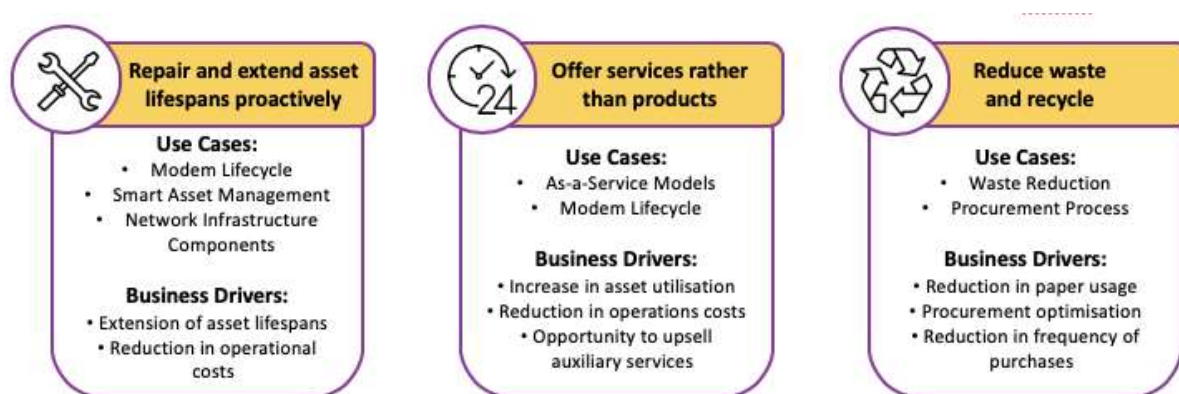 Repair and extend asset
lifespans proactively
Use Cases:
• Modem Lifecycle
• Smart Asset Management
• Network Infrastructure
Components
Business Drivers:
• Extension of asset lifespans
• Reduction in operational
costs
24
Offer services rather
than products
Use Cases:
• As-a-Service Models
• Modem Lifecycle
Business Drivers:
• Increase in asset utilisation
• Reduction in operations costs
• Opportunity to upsell
auxiliary services
Reduce waste
and recycle
Use Cases:
• Waste Reduction
• Procurement Process
Business Drivers:
• Reduction in paper usage
• Procurement optimisation
• Reduction in frequency of
purchases